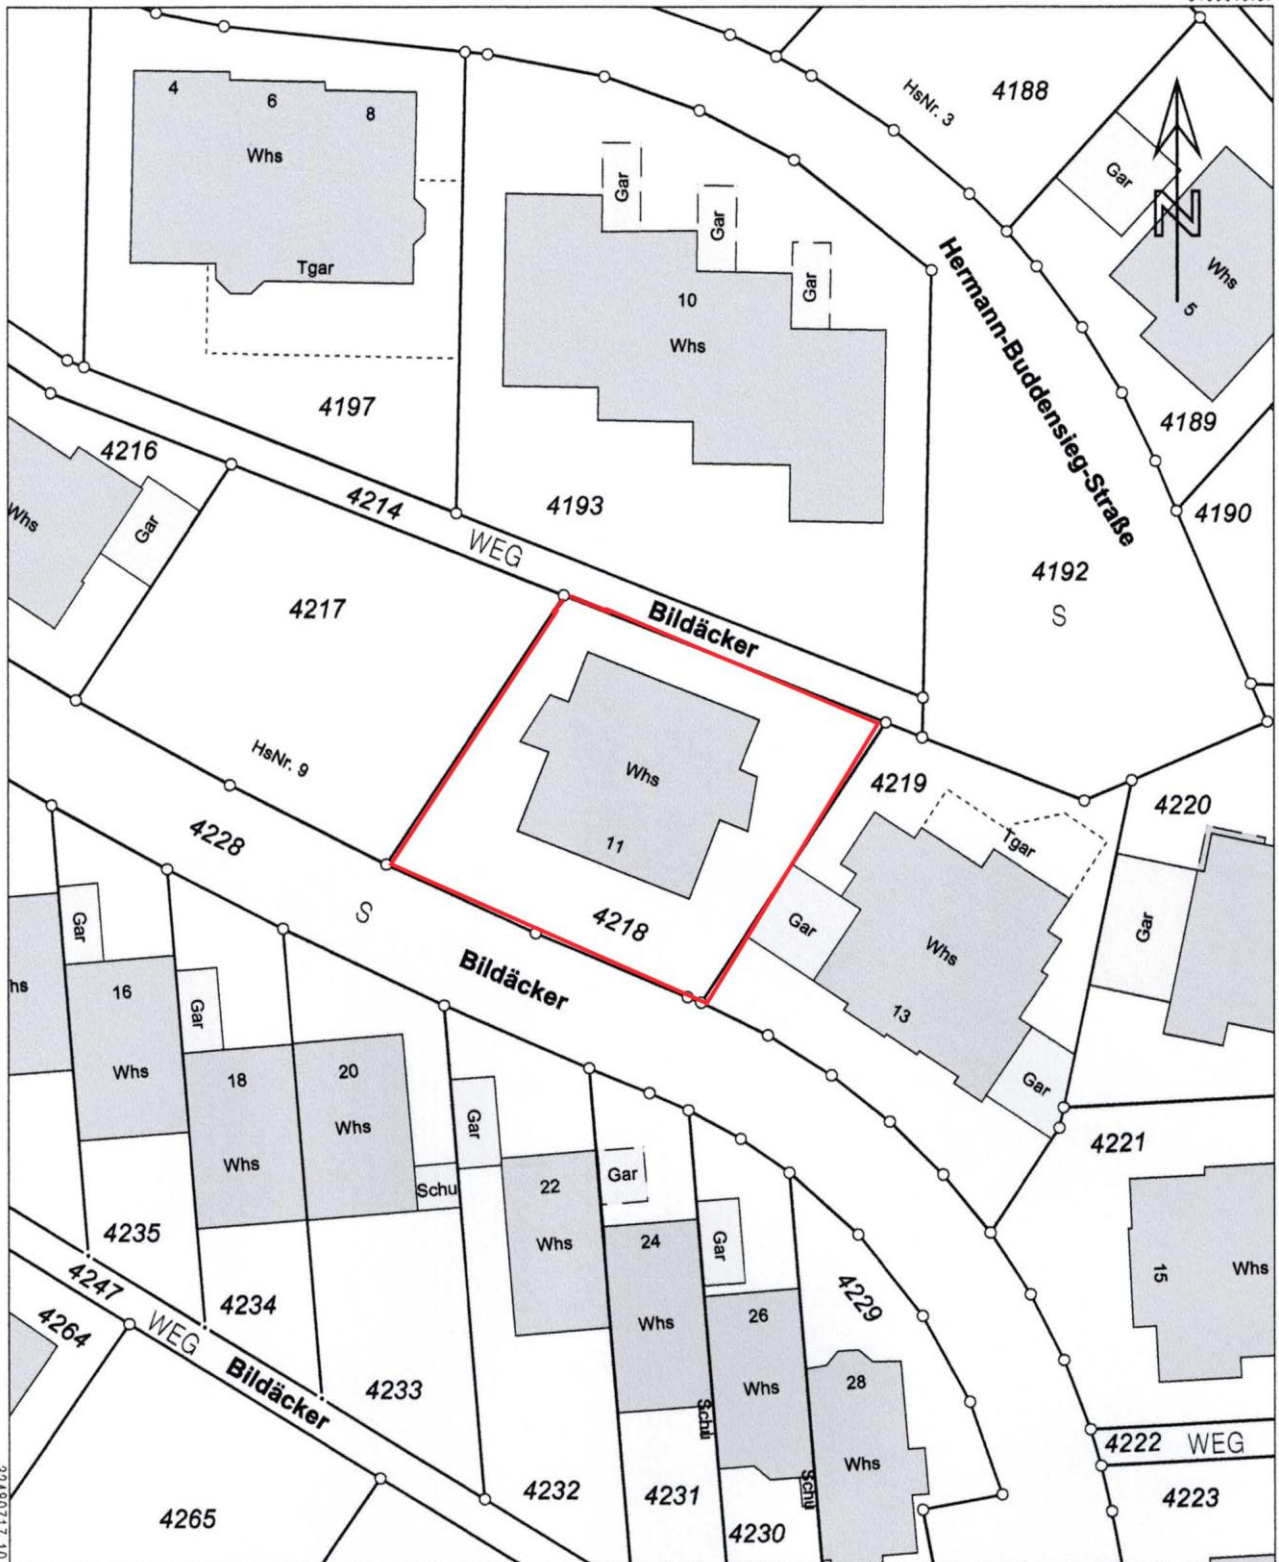 4
6
8
Whs
Tgar
4197
Gar
Gar
Gar
10
Whs
4193
HsNr. 3
4188
Gar
N
Whs
5
4189
4190
Hermann-Buddensieg-Straße
4192
S
4216
Whs
Gar
4214
WEG
Bildäcker
4217
HsNr. 9
Whs
11
4218
4219
Tgar
4220
Gar
Whs
13
Gar
Gar
4228
S
Bildäcker
Gar
16
Whs
Gar
18
Whs
20
Whs
Schu
Gar
22
Whs
Gar
24
Whs
Gar
26
Whs
28
Whs
Schu
Schu
4221
15
Whs
4222 WEG
4223
4229
4235
4234
4233
4232
4231
4230
4247
WEG
Bildäcker
4264
4265